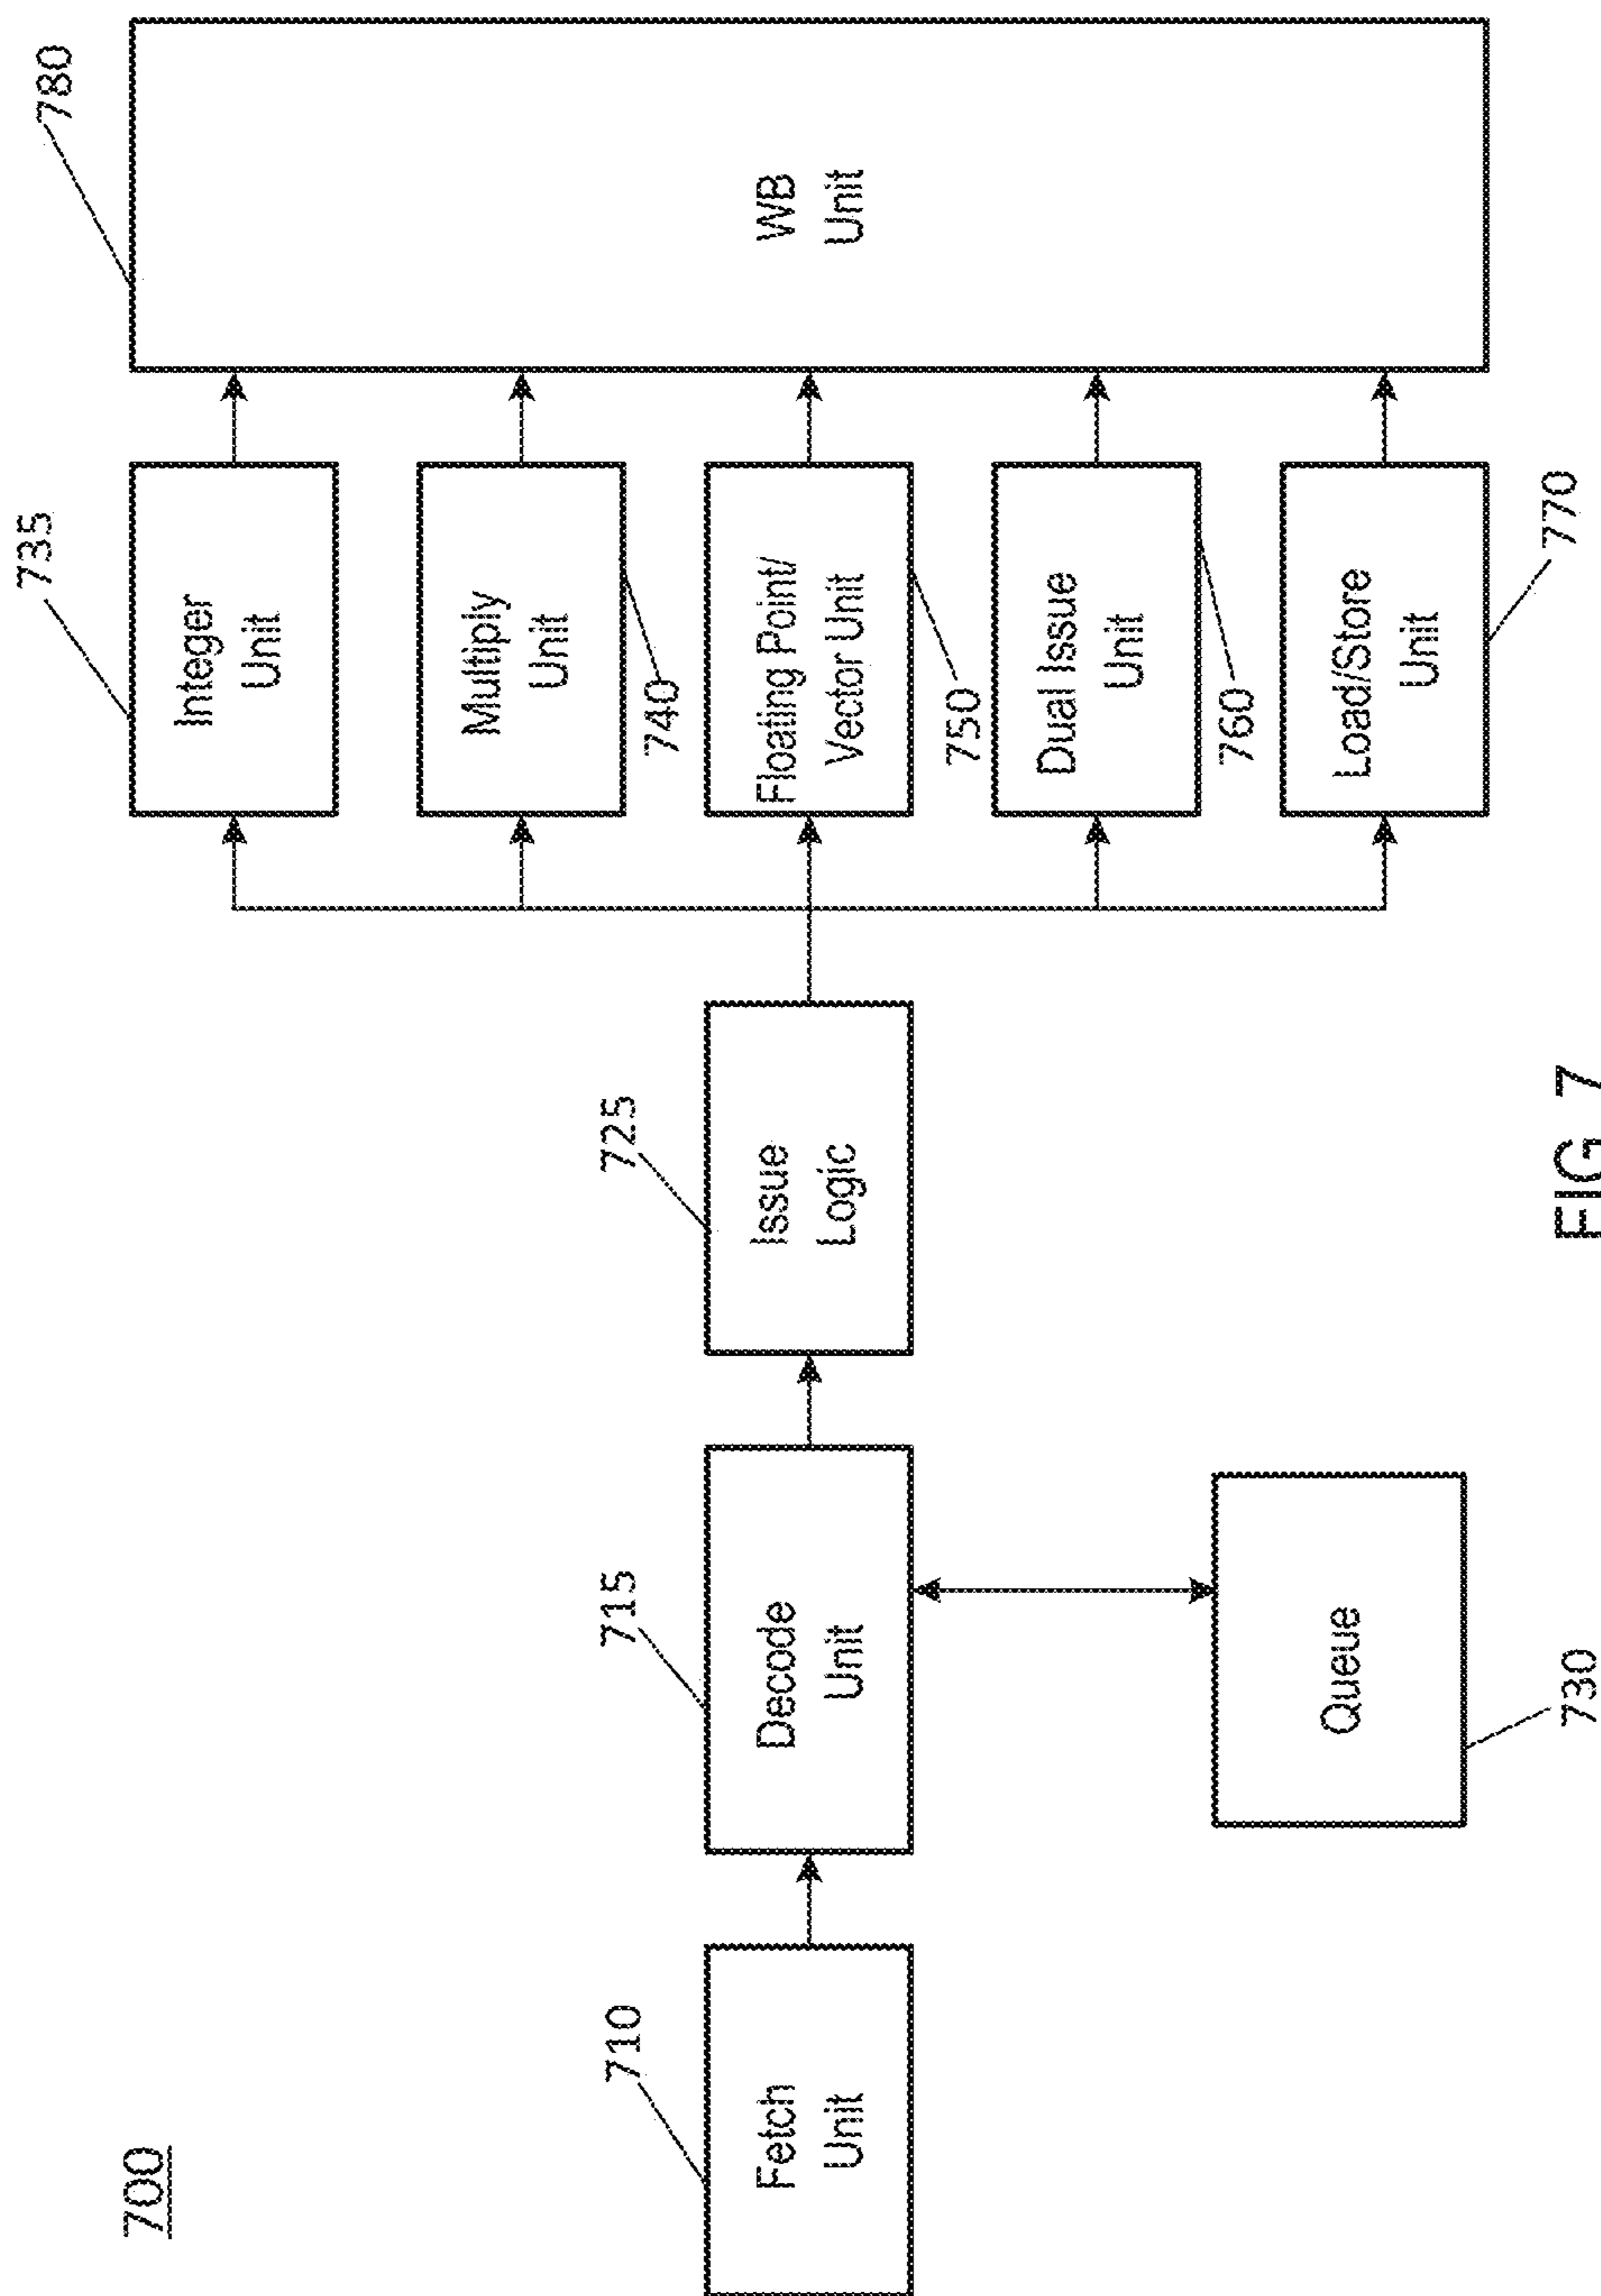 700
710
Fetch
Unit
715
Decode
Unit
Queue
730
725
Issue
Logic
735
Integer
Unit
Multiply
Unit
740
Floating Point/
Vector Unit
750
Dual Issue
Unit
760
Load/Store
Unit
770
780
WB
Unit
FIG 7